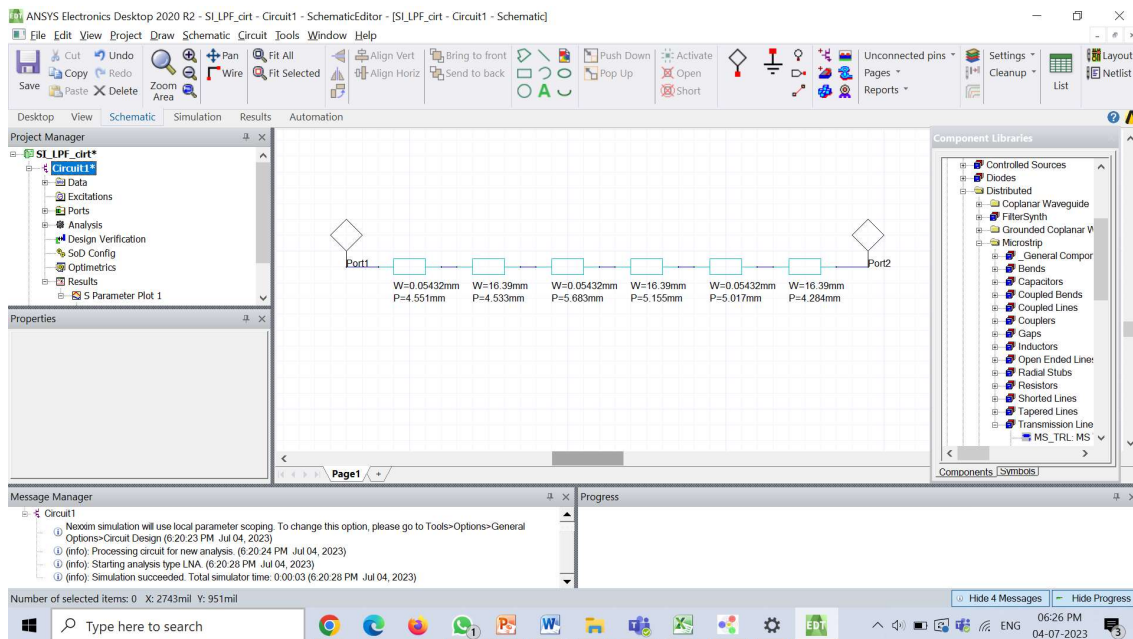 ANSYS Electronics Desktop 2020 R2 - SI_LPF_cirt - Circuit1 - SchematicEditor - [SI_LPF_cirt - Circuit1 - Schematic]
File Edit View Project Draw Schematic Circuit Tools Window Help
Save
Cut
Copy
Paste
Undo
Redo
Delete
Zoom
Area
Pan
Wire
Fit All
Fit Selected
Align Vert
Align Horiz
Bring to front
Send to back
Push Down
Pop Up
Activate
Open
Short
Unconnected pins
Pages
Reports
Settings
Cleanup
List
Layout
Netlist
Desktop View Schematic Simulation Results Automation
Project Manager
SI_LPF_cirt*
Circuit1*
Data
Excitations
Ports
Analysis
Design Verification
SoD Config
Optimetrics
Results
S Parameter Plot 1
Properties
Port1
Port2
W=0.05432mm W=16.39mm W=0.05432mm W=16.39mm W=0.05432mm W=16.39mm
P=4.551mm P=4.533mm P=5.683mm P=5.155mm P=5.017mm P=4.284mm
Page1 +
Component Libraries
Controlled Sources
Diodes
Distributed
Coplanar Waveguide
FilterSynth
Grounded Coplanar W
Microstrip
_General Compor
Bends
Capacitors
Coupled Bends
Coupled Lines
Couplers
Gaps
Inductors
Open Ended Lines
Radial Stubs
Resistors
Shorted Lines
Tapered Lines
Transmission Line
MS_TRL: MS
Components Symbols
Message Manager
Circuit1
Nexxim simulation will use local parameter scoping. To change this option, please go to Tools>Options>General
Options>Circuit Design (6:20:23 PM Jul 04, 2023)
(info): Processing circuit for new analysis. (6:20:24 PM Jul 04, 2023)
(info): Starting analysis type LNA. (6:20:28 PM Jul 04, 2023)
(info): Simulation succeeded. Total simulator time: 0:00:03 (6:20:28 PM Jul 04, 2023)
Progress
Number of selected items: 0 X: 2743mil Y: 951mil
Hide 4 Messages
Hide Progress
Type here to search
1
EDT
ENG
06:26 PM
04-07-2023
3